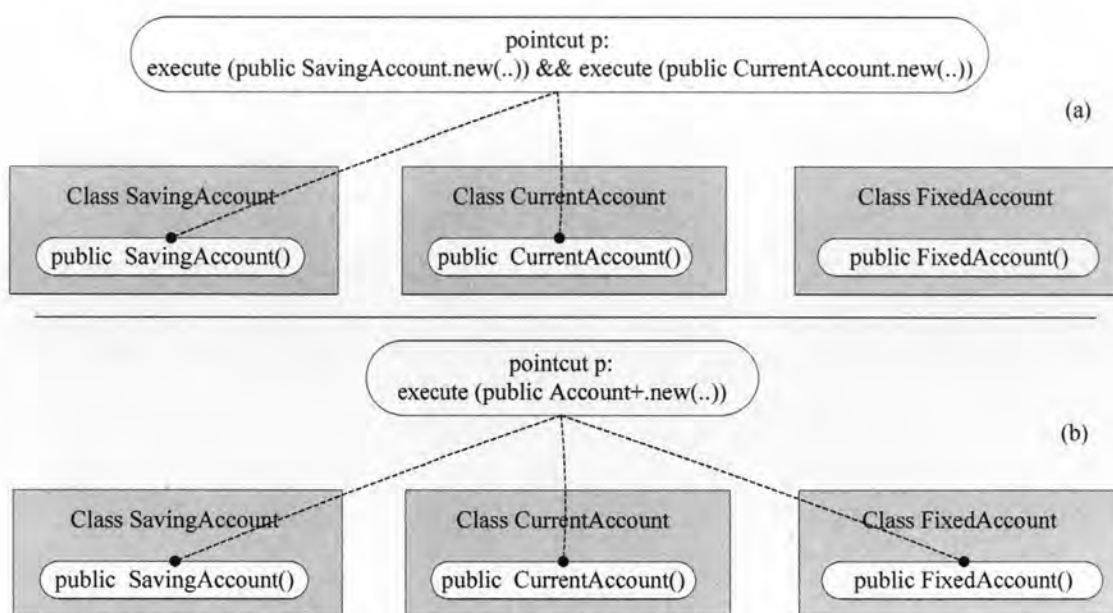 pointcut p:
execute (public SavingAccount.new(..)) && execute (public CurrentAccount.new(..))
(a)
Class SavingAccount
Class CurrentAccount
Class FixedAccount
public SavingAccount()
public CurrentAccount()
public FixedAccount()
pointcut p:
execute (public Account+.new(..))
(b)
Class SavingAccount
Class CurrentAccount
Class FixedAccount
public SavingAccount()
public CurrentAccount()
public FixedAccount()